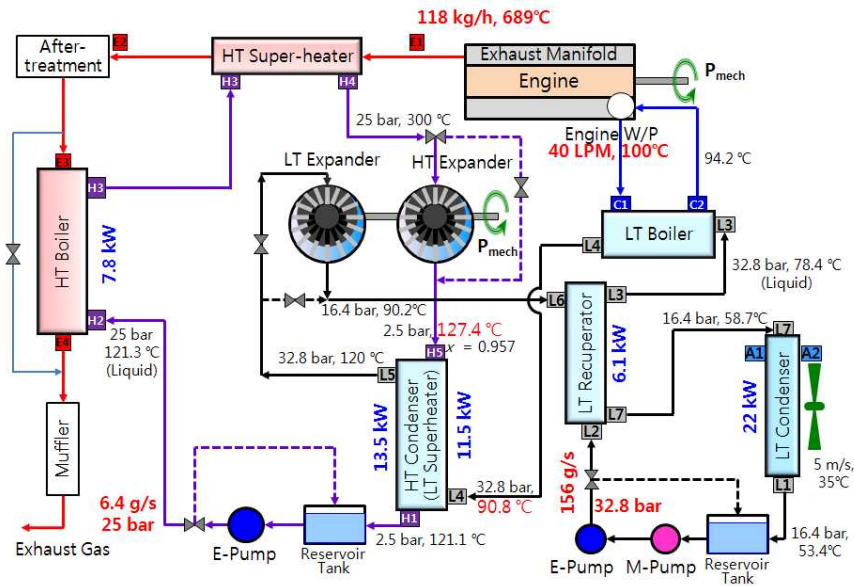 118 kg/h, 689℃
E2
E1
After-
treatment
HT Super-heater
Exhaust Manifold
Engine
Pmech
H3
H4
25 bar, 300 ℃
Engine W/P
40 LPM, 100℃
94.2 ℃
LT Expander
HT Expander
E3
H3
C1
C2
LT Boiler
L4
L3
Pmech
HT Boiler
7.8 kW
32.8 bar, 78.4 ℃
(Liquid)
16.4 bar, 90.2℃
L6
L3
16.4 bar, 58.7℃
H2
25 bar
121.3 ℃
(Liquid)
2.5 bar, 127.4 ℃
x = 0.957
H5
LT Recuperator
6.1 kW
L7
A1
A2
E4
32.8 bar, 120 ℃
L5
13.5 kW
HT Condenser
(LT Superheater)
11.5 kW
L7
L2
22 kW
LT Condenser
5 m/s,
35℃
Muffler
6.4 g/s
25 bar
32.8 bar,
90.8 ℃
L4
156 g/s
32.8 bar
L1
H1
2.5 bar, 121.1 ℃
16.4 bar,
53.4℃
Exhaust Gas
E-Pump
Reservoir
Tank
E-Pump
M-Pump
Reservoir
Tank